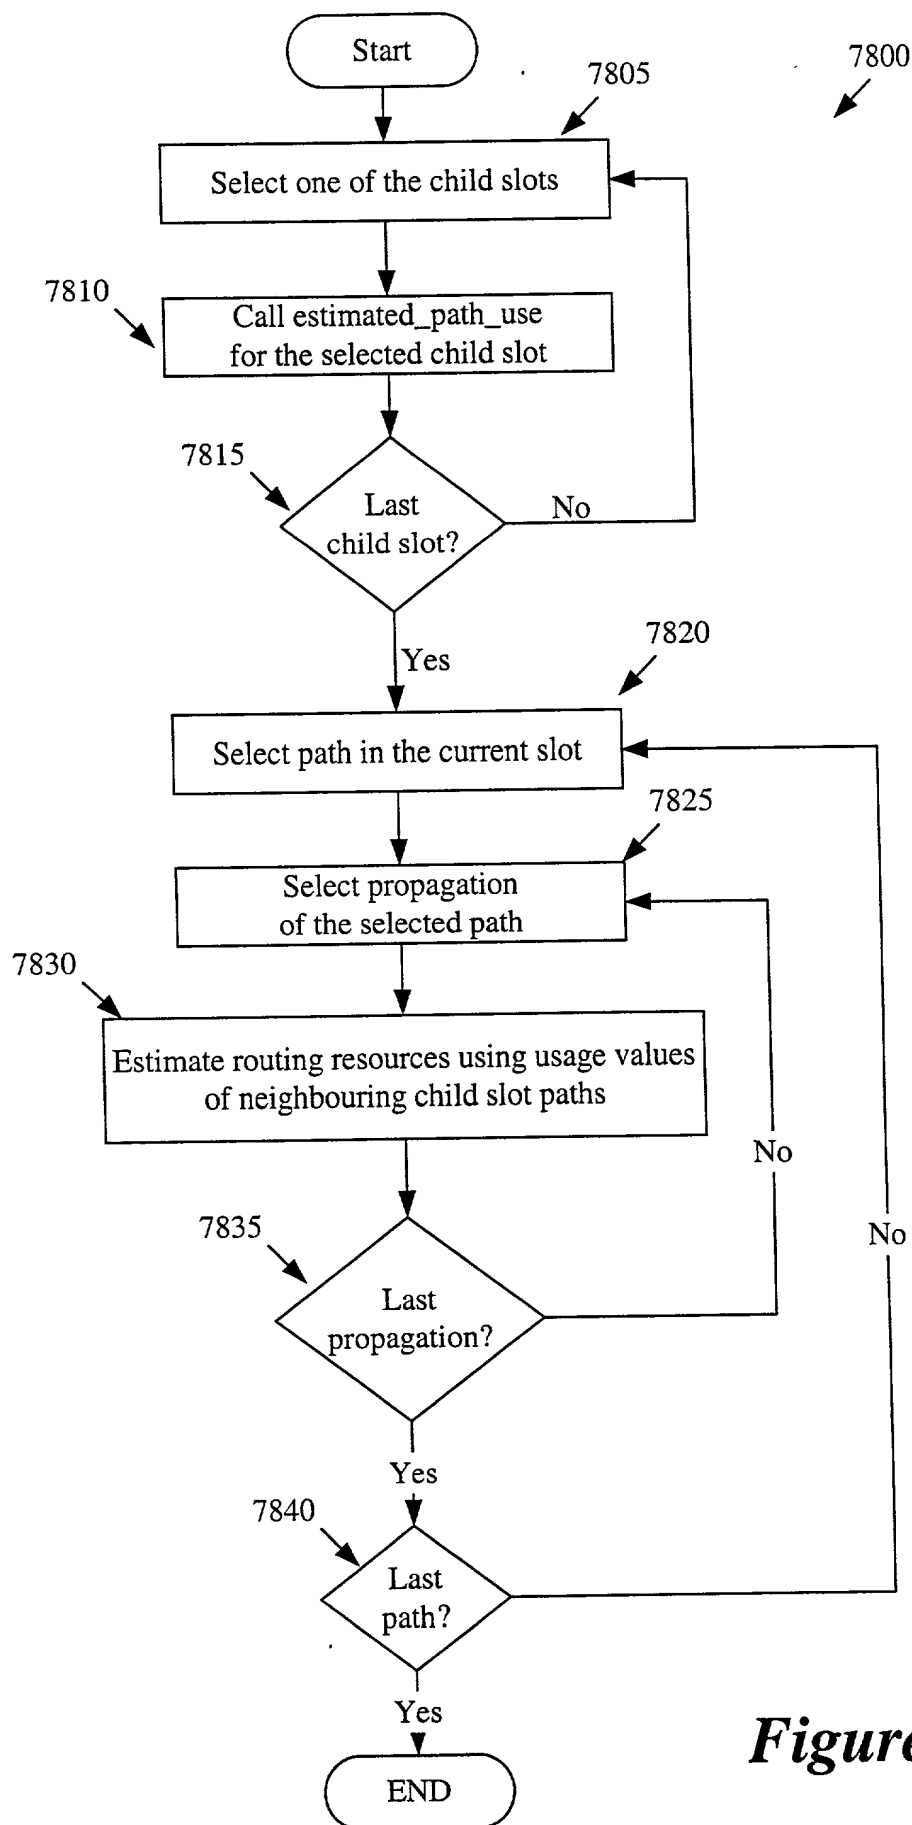 Start
7800
7805
Select one of the child slots
7810
Call estimated_path_use
for the selected child slot
7815
Last
child slot?
No
Yes
7820
Select path in the current slot
7825
Select propagation
of the selected path
7830
Estimate routing resources using usage values
of neighbouring child slot paths
No
No
7835
Last
propagation?
Yes
7840
Last
path?
Yes
Figure
END